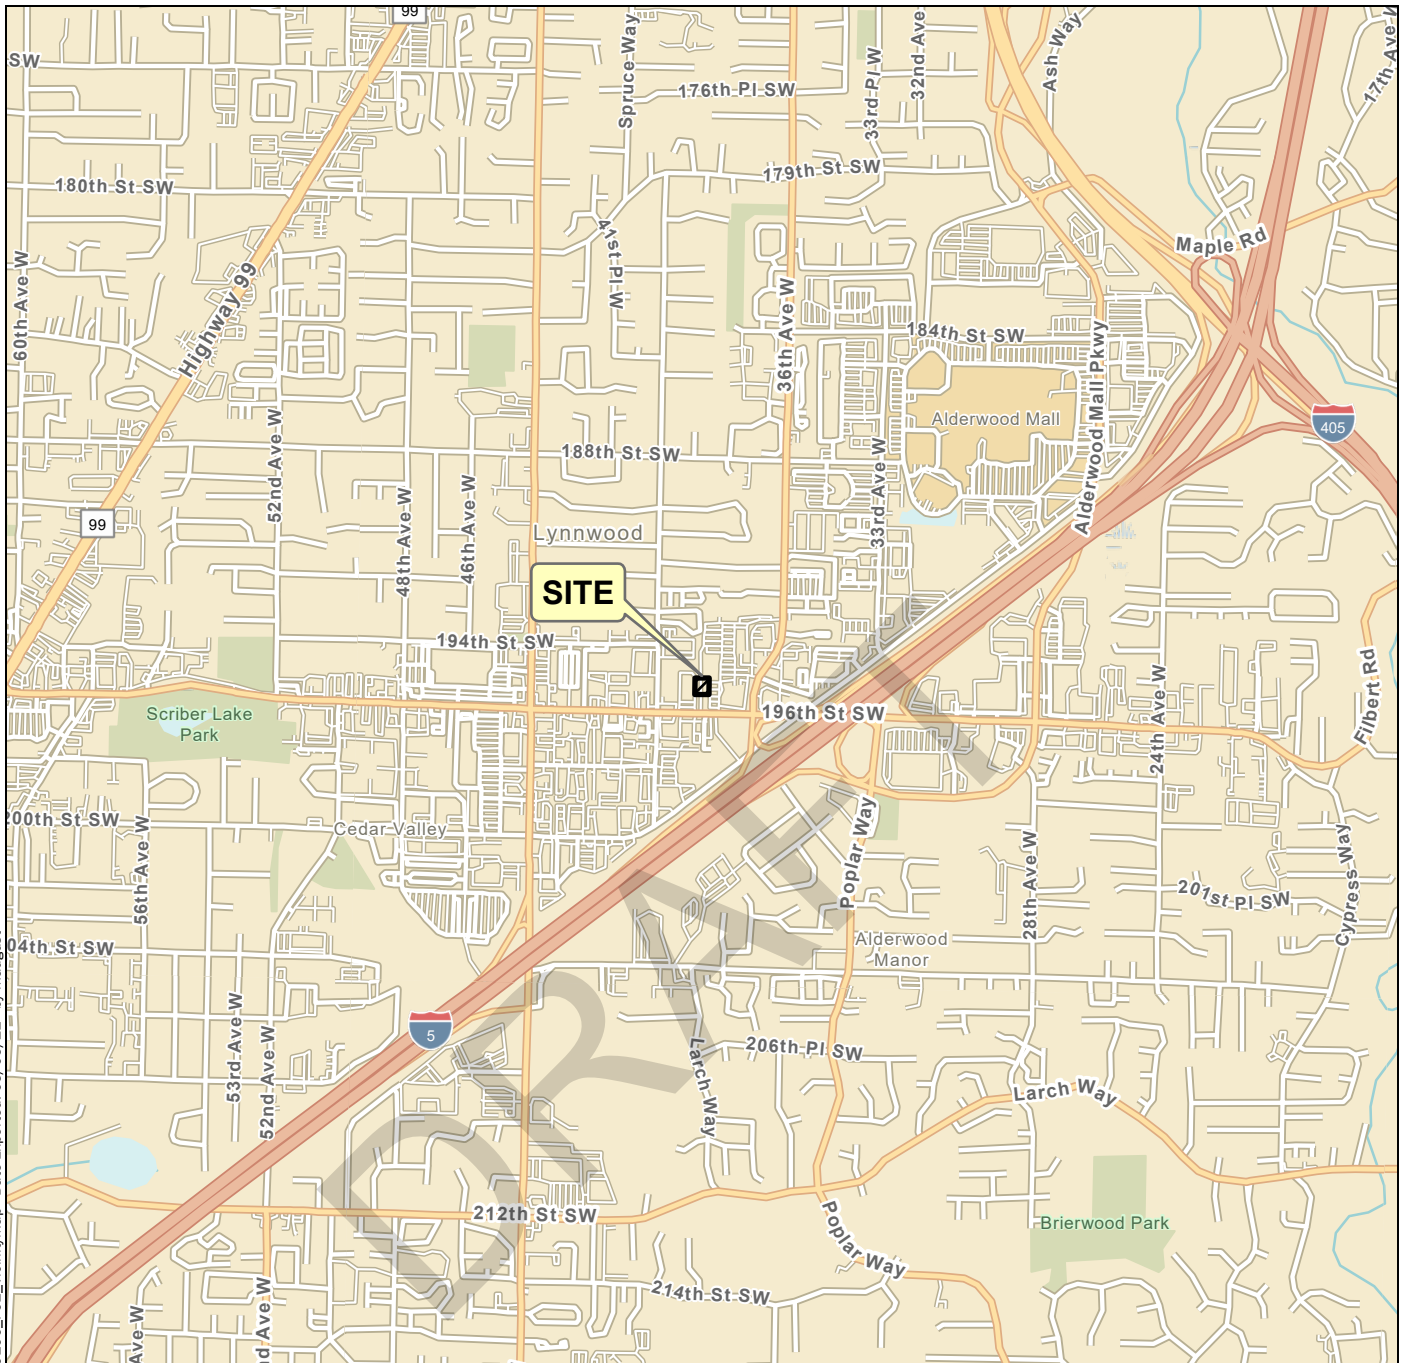 99
SW
Spruce Way
176th Pl SW
33rd Pl W
32nd Ave
Ash Way
17th Ave W
180th St SW
179th St SW
41st Pl W
Maple Rd
60th Ave W
Highway 99
36th Ave W
184th St SW
Alderwood Mall Pkwy
Alderwood Mall
405
52nd Ave W
188th St SW
33rd Ave W
99
48th Ave W
46th Ave W
Lynnwood
SITE
194th St SW
196th St SW
24th Ave W
Filbert Rd
Scriber Lake
Park
200th St SW
Cedar Valley
56th Ave W
Poplar Way
28th Ave W
201st Pl SW
Cypress Way
04th St SW
Alderwood
Manor
DRAFT
53rd Ave W
52nd Ave W
5
Larch Way
206th Pl SW
Larch Way
212th St SW
Poplar Way
Brierwood Park
214th St SW
Ave W
nd Ave W